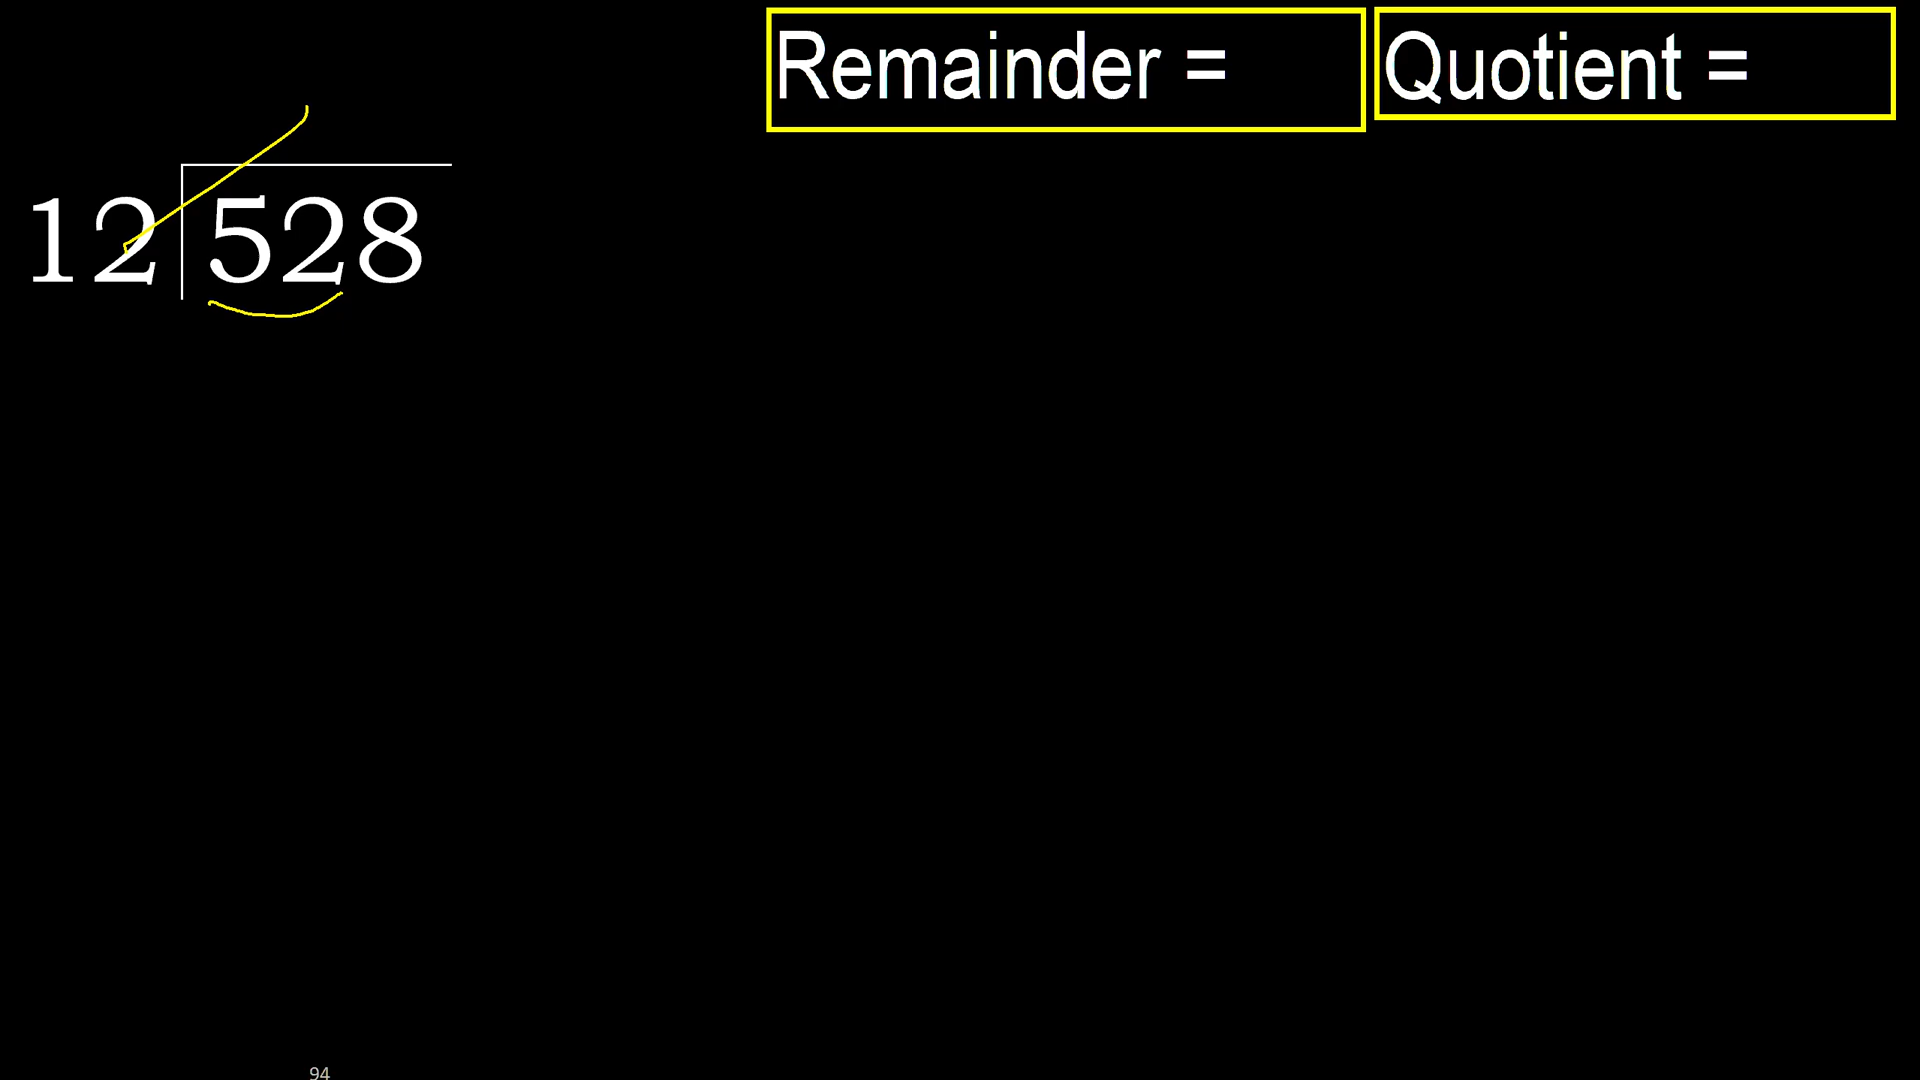 Remainder = Quotient =
12 528
94